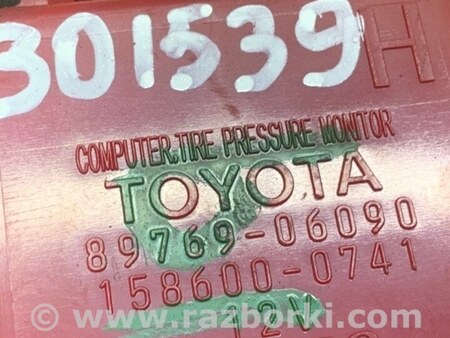 301539 H
COMPUTER,TIRE PRESSURE MONITOR
TOYOTA
89769-06090
158600-0741
12V
© www.razborki.com